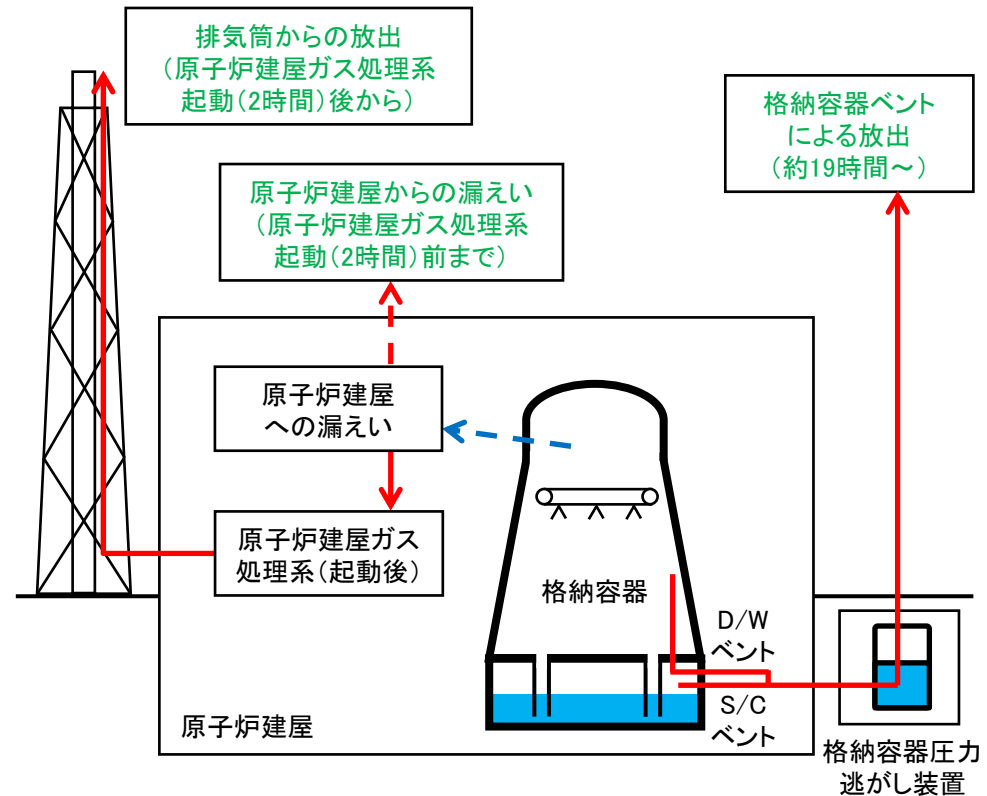 排気筒からの放出
(原子炉建屋ガス処理系
起動(2時間)後から)
格納容器ベント
による放出
(約19時間~)
原子炉建屋からの漏えい
(原子炉建屋ガス処理系
起動(2時間)前まで)
原子炉建屋
への漏えい
原子炉建屋ガス
処理系(起動後)
格納容器
D/W
ベント
S/C
ベント
原子炉建屋
格納容器圧力
逃がし装置